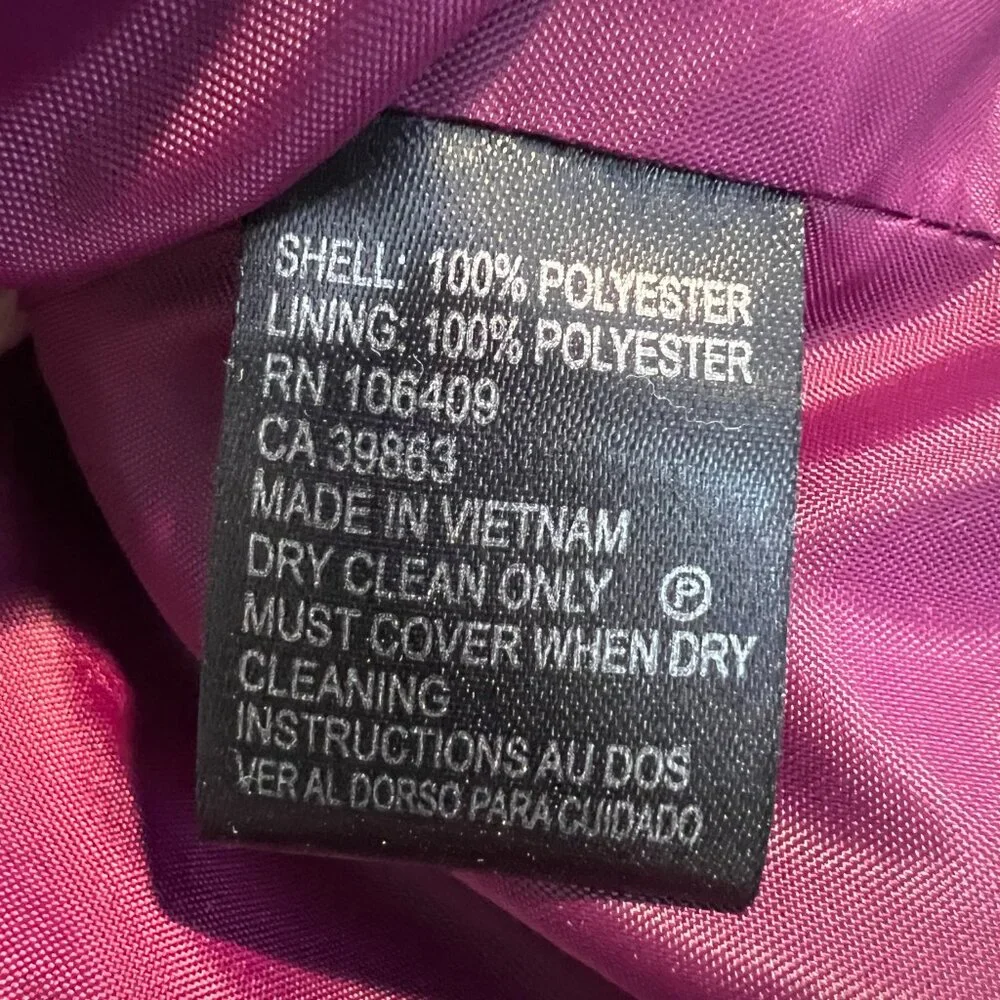 SHELL: 100% POLYESTER
LINING: 100% POLYESTER
RN 106409
CA 39863
MADE IN VIETNAM
DRY CLEAN ONLY Ⓟ
MUST COVER WHEN DRY
CLEANING
INSTRUCTIONS AU DOS
VER AL DORSO PARA CUIDADO